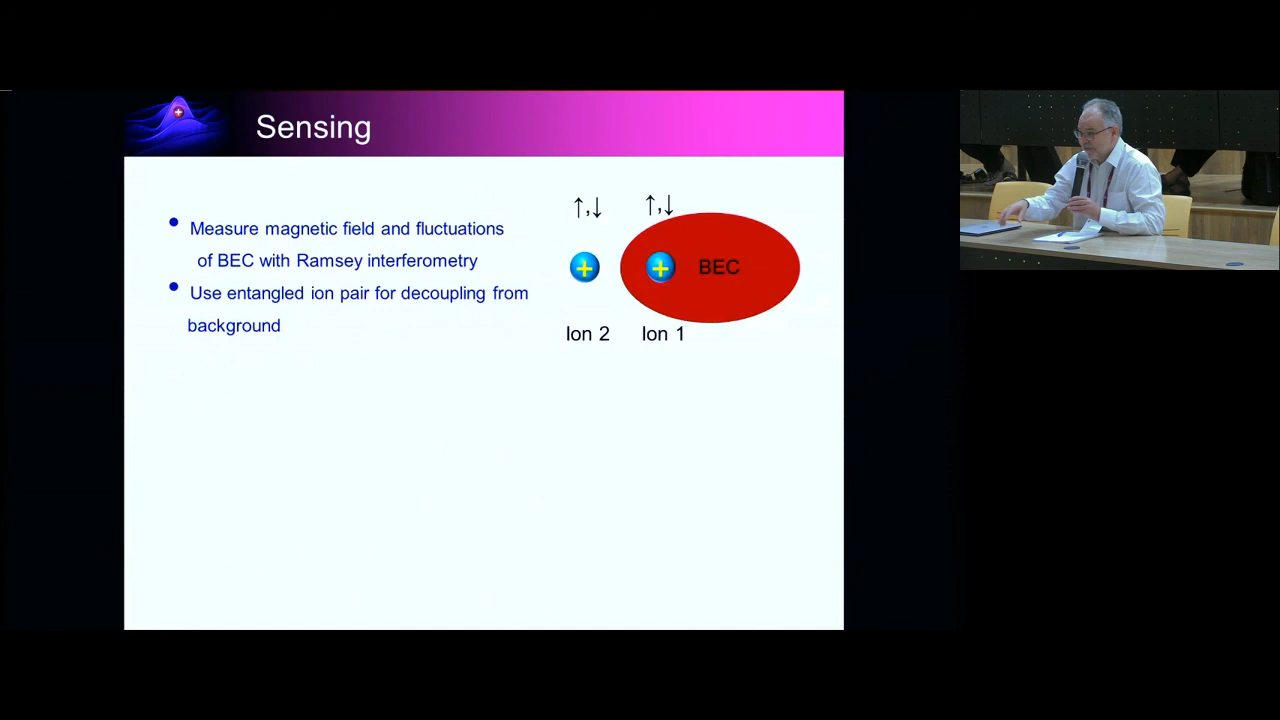 Sensing
• Measure magnetic field and fluctuations
of BEC with Ramsey interferometry
• Use entangled ion pair for decoupling from
background
↑,↓ ↑,↓
+ + BEC
Ion 2 Ion 1